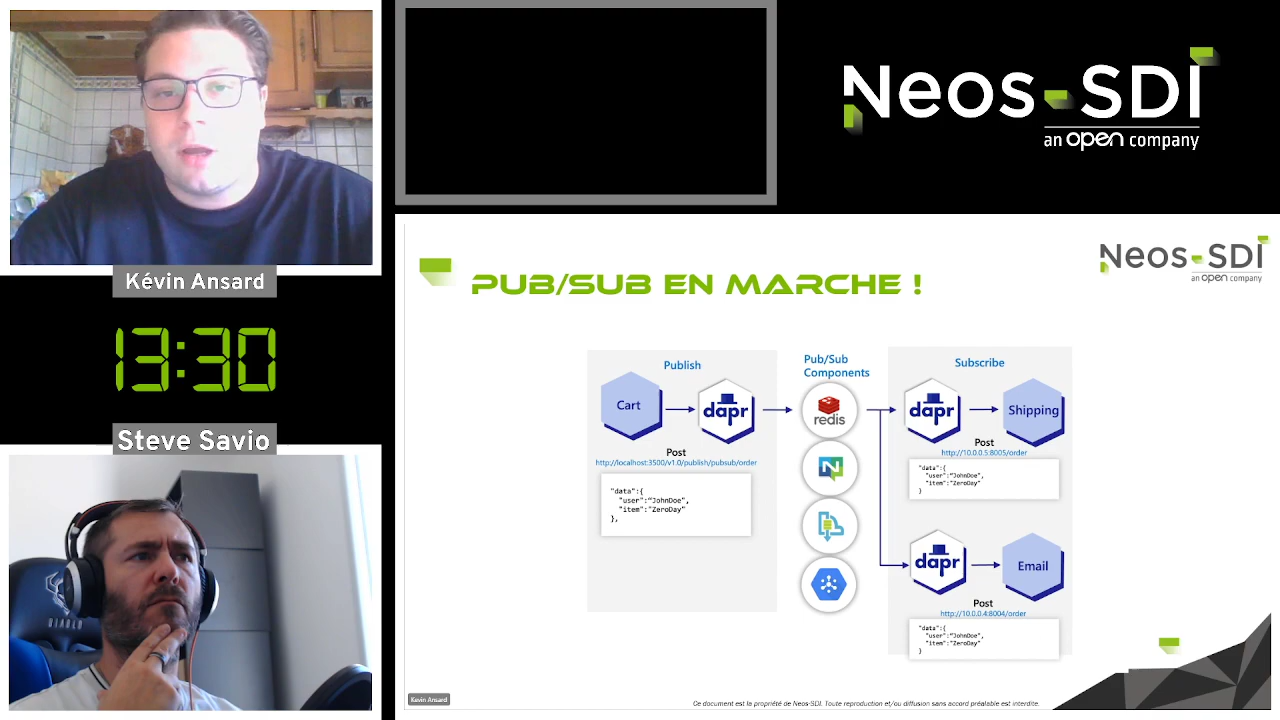 Kévin Ansard
13:30
Steve Savio
Neos-SDI
an open company
Neos-SDI
an open company
PUB/SUB EN MARCHE !
Publish
Cart
dapr
Post
http://localhost:3500/v1.0/publish/pubsub/order
"data":{
"user":"JohnDoe",
"item":"ZeroDay"
},
Pub/Sub
Components
redis
Subscribe
dapr
Shipping
Post
http://10.0.0.5:8005/order
"data":{
"user":"JohnDoe",
"item":"ZeroDay"
}
dapr
Email
Post
http://10.0.0.4:8004/order
"data":{
"user":"JohnDoe",
"item":"ZeroDay"
}
Kevin Ansard
Ce document est la propriété de Neos-SDI. Toute reproduction et/ou diffusion sans accord préalable est interdite.